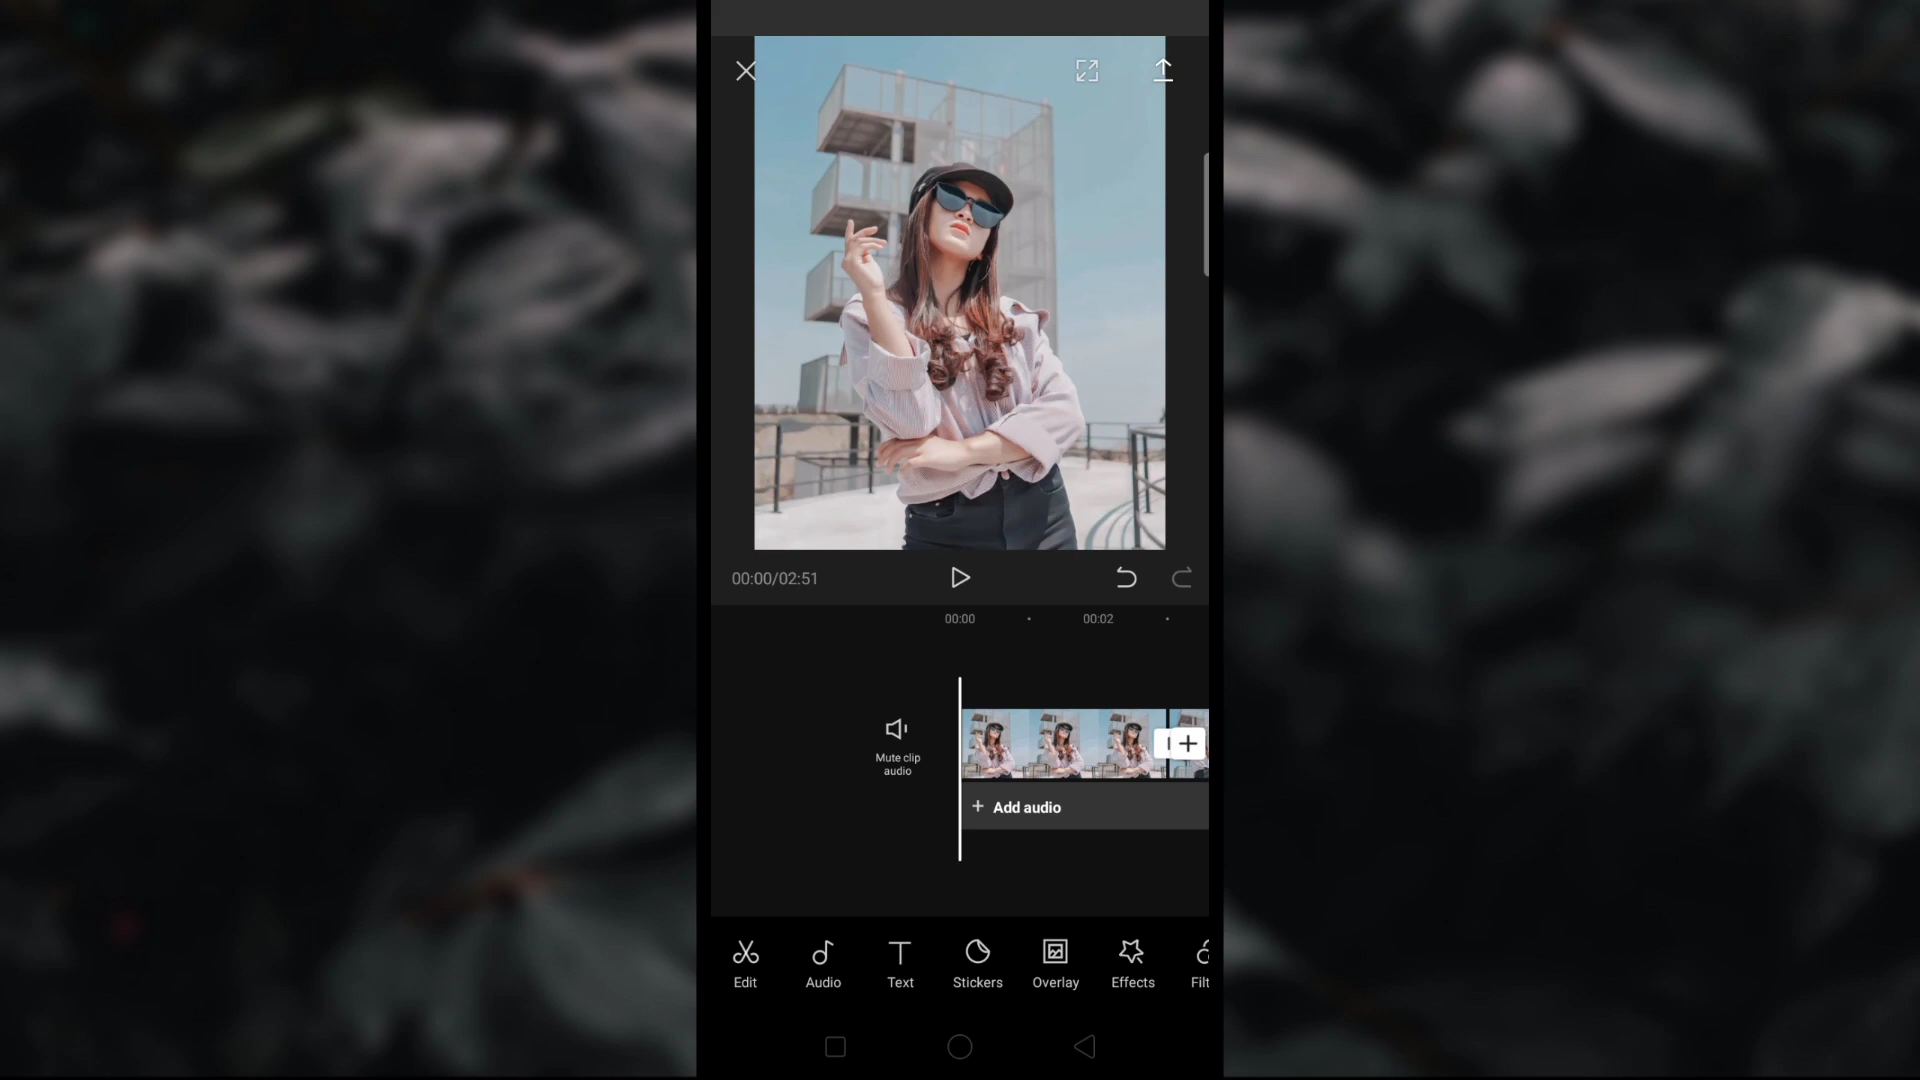 00:00/02:51
00:00
00:02
Mute clip
audio
+ Add audio
Edit
Audio
Text
Stickers
Overlay
Effects
Filt